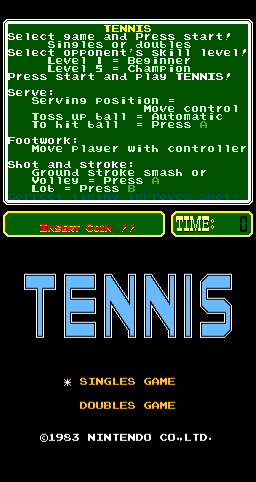 TENNIS
Select game and Press start!
Singles or doubles
Select opponent's skill level!
Level 1 = Beginner
Level 5 = Champion
Press start and play TENNIS!
Serve:
Serving position =
Move control
Toss up ball = Automatic
To hit ball = Press A
Footwork:
Move player with controller
Shot and stroke:
Ground stroke smash or
Volley = Press A
Lob = Press B
INSERT COIN !!
TIME: 0
TENNIS
* SINGLES GAME
DOUBLES GAME
©1983 NINTENDO CO.,LTD.